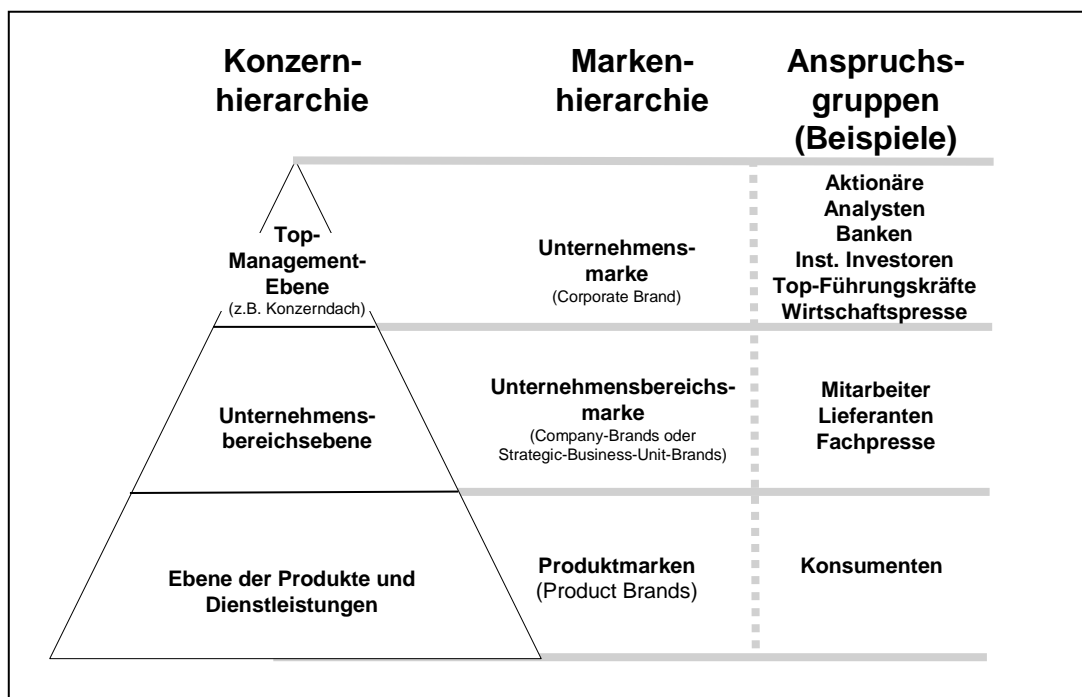 Konzern-
hierarchie
Marken-
hierarchie
Anspruchs-
gruppen
(Beispiele)
Top-
Management-
Ebene
(z.B. Konzerndach)
Unternehmens-
marke
(Corporate Brand)
Aktionäre
Analysten
Banken
Inst. Investoren
Top-Führungskräfte
Wirtschaftspresse
Unternehmens-
bereichsebene
Unternehmensbereichs-
marke
(Company-Brands oder
Strategic-Business-Unit-Brands)
Mitarbeiter
Lieferanten
Fachpresse
Ebene der Produkte und
Dienstleistungen
Produktmarken
(Product Brands)
Konsumenten